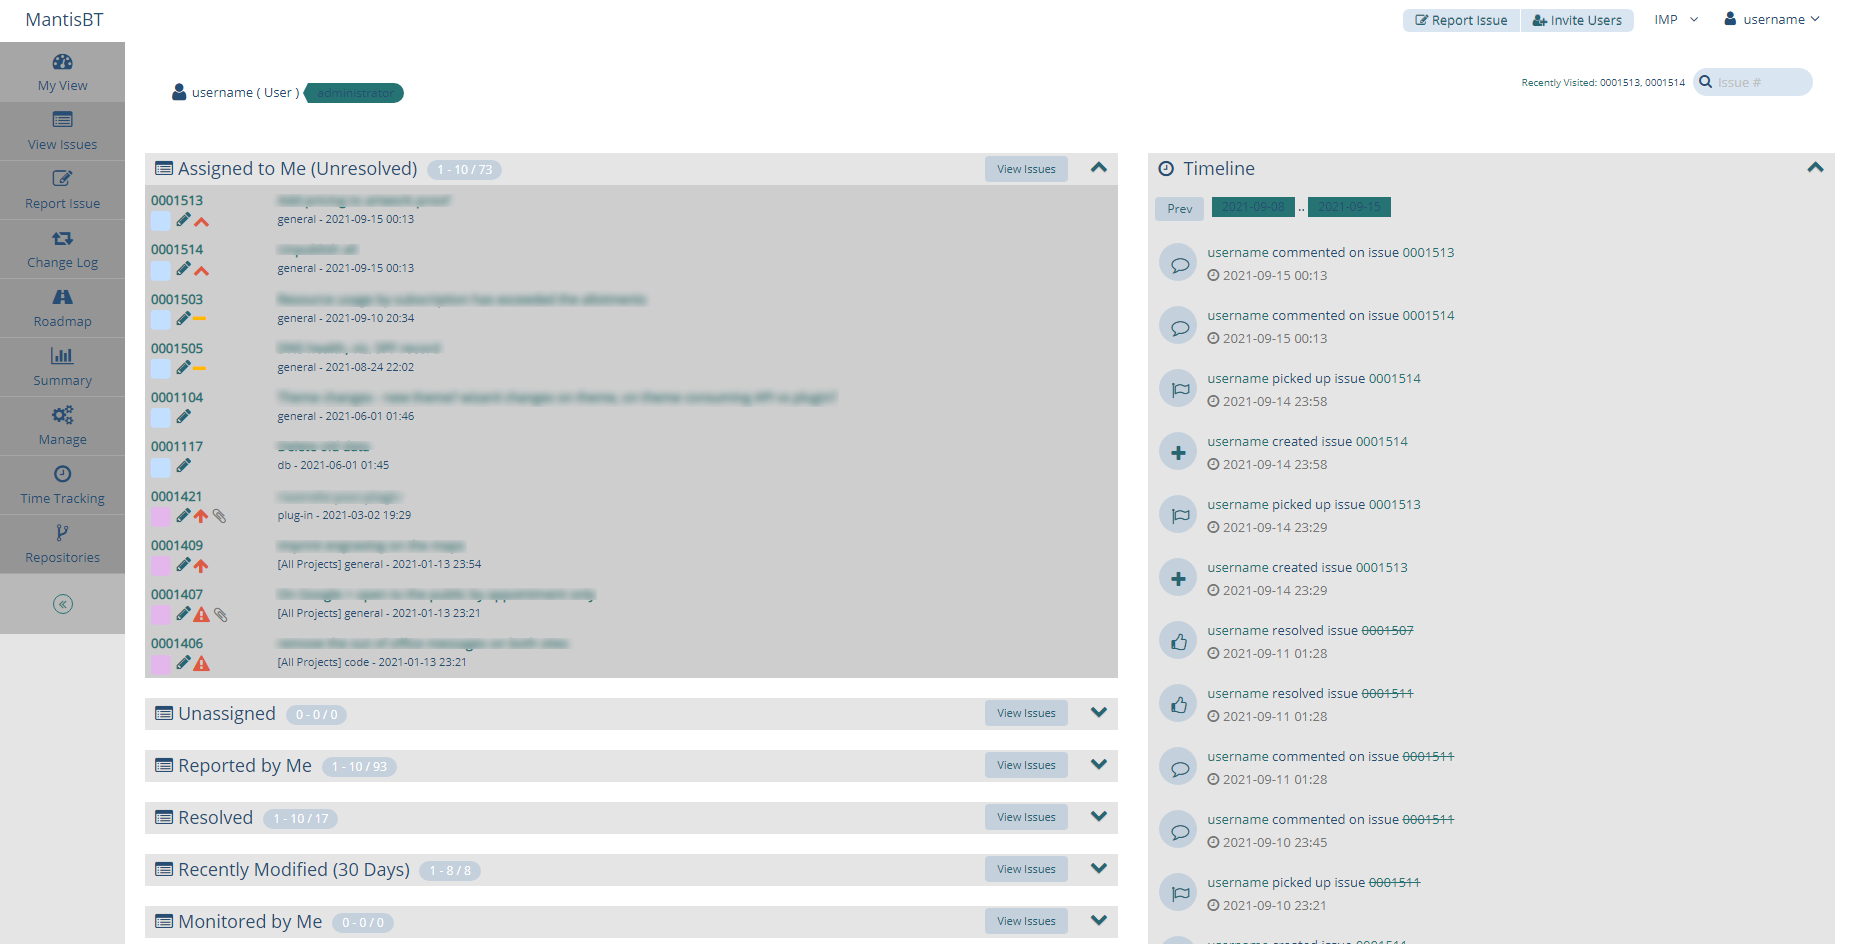 MantisBT
Report Issue
Invite Users
IMP
username
My View
View Issues
Report Issue
Change Log
Roadmap
Summary
Manage
Time Tracking
Repositories
username ( User ) administrator
Recently Visited: 0001513, 0001514
Issue #
Assigned to Me (Unresolved) 1 - 10 / 73 View Issues
0001513
general - 2021-09-15 00:13
0001514
general - 2021-09-15 00:13
0001503
general - 2021-09-10 20:34
0001505
general - 2021-08-24 22:02
0001104
general - 2021-06-01 01:46
0001117
db - 2021-06-01 01:45
0001421
plug-in - 2021-03-02 19:29
0001409
[All Projects] general - 2021-01-13 23:54
0001407
[All Projects] general - 2021-01-13 23:21
0001406
[All Projects] code - 2021-01-13 23:21
Unassigned 0 - 0 / 0 View Issues
Reported by Me 1 - 10 / 93 View Issues
Resolved 1 - 10 / 17 View Issues
Recently Modified (30 Days) 1 - 8 / 8 View Issues
Monitored by Me 0 - 0 / 0 View Issues
Timeline
Prev 2021-09-08 .. 2021-09-15
username commented on issue 0001513
2021-09-15 00:13
username commented on issue 0001514
2021-09-15 00:13
username picked up issue 0001514
2021-09-14 23:58
username created issue 0001514
2021-09-14 23:58
username picked up issue 0001513
2021-09-14 23:29
username created issue 0001513
2021-09-14 23:29
username resolved issue 0001507
2021-09-11 01:28
username resolved issue 0001511
2021-09-11 01:28
username commented on issue 0001511
2021-09-11 01:28
username commented on issue 0001511
2021-09-10 23:45
username picked up issue 0001511
2021-09-10 23:21
username created issue 0001511